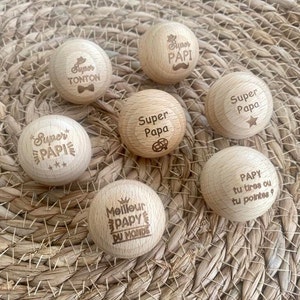 Super
TONTON
Super
PAPI
Super
Papa
Super
Papa
Super
PAPI
Meilleur
PAPY
DU MONDE
PAPY
tu tires ou
tu pointes ?